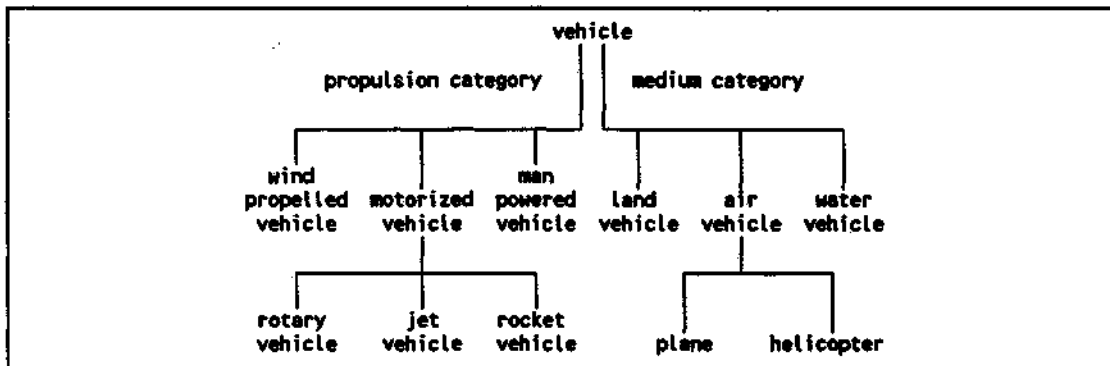 vehicle
propulsion category
medium category
wind
propelled
vehicle
motorized
vehicle
man
powered
vehicle
land
vehicle
air
vehicle
water
vehicle
rotary
vehicle
jet
vehicle
rocket
vehicle
plane
helicopter